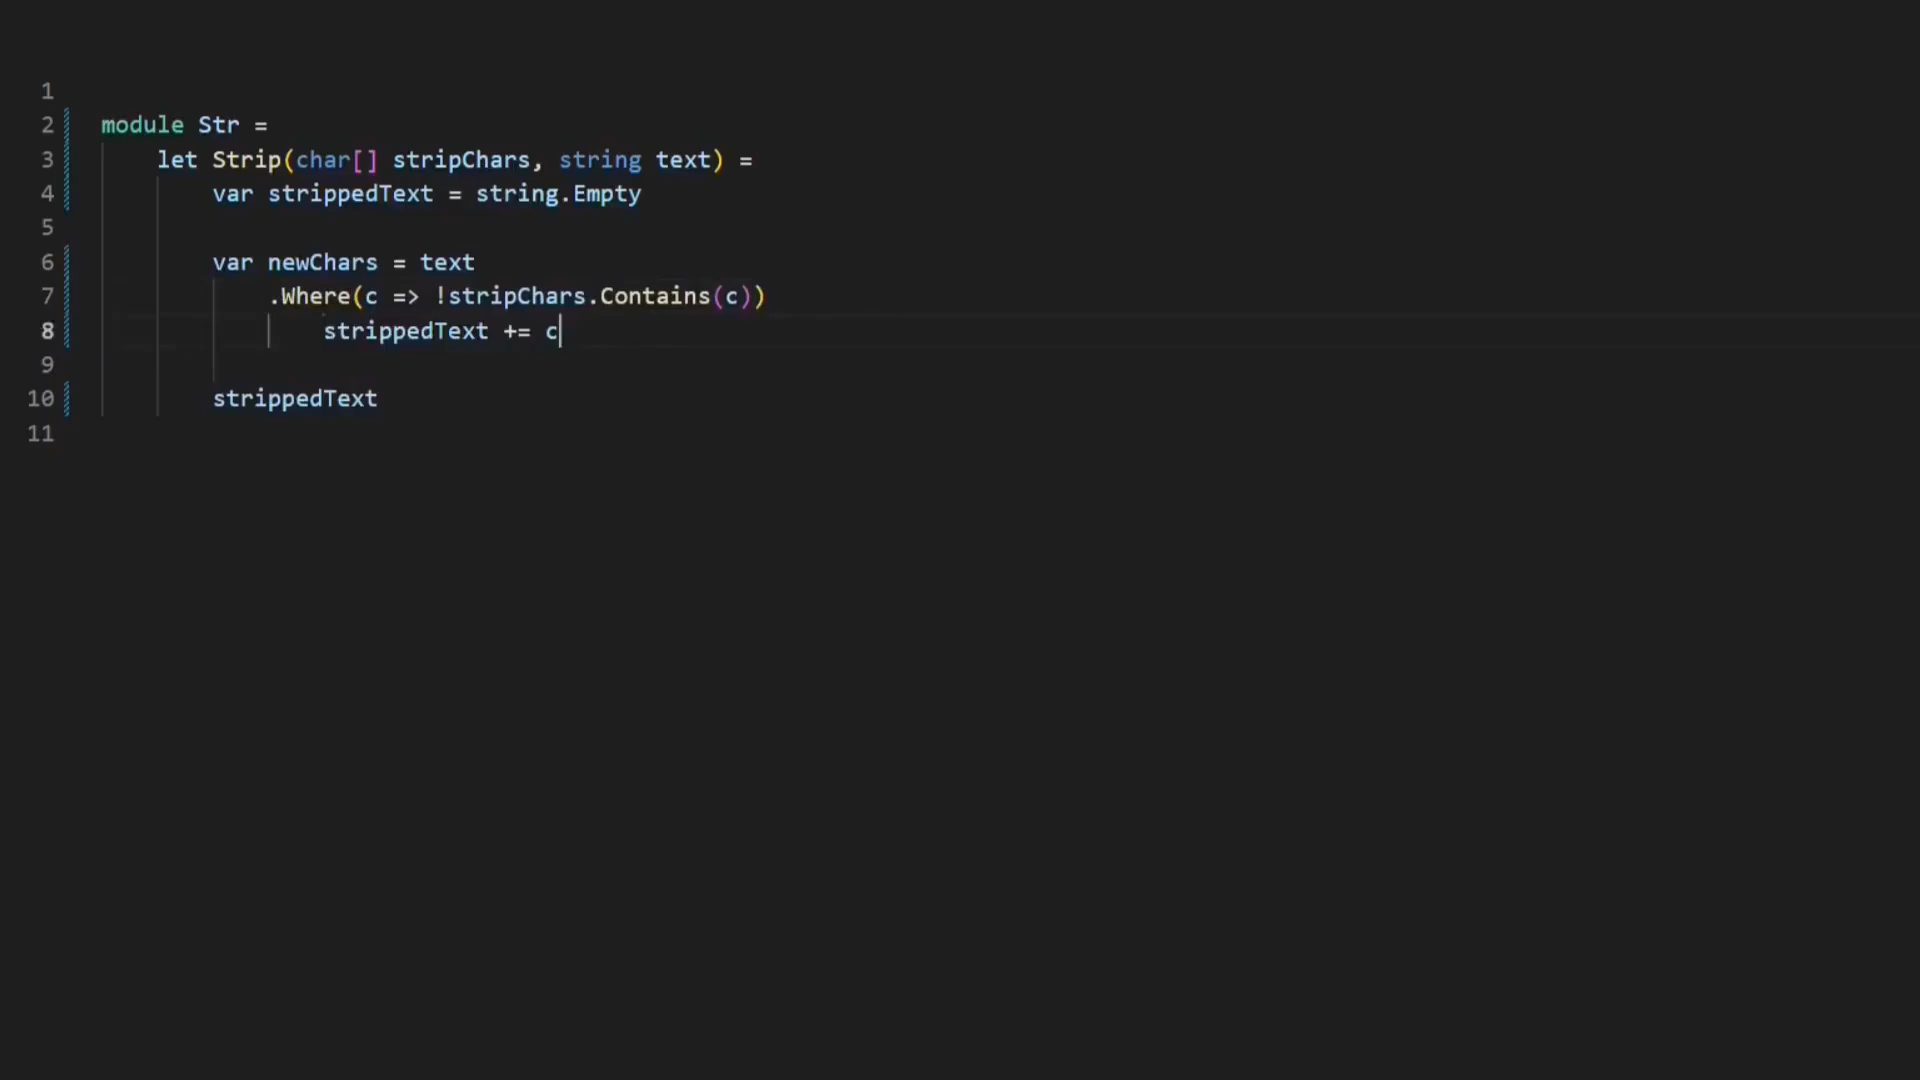 1
2 module Str =
3 let Strip(char[] stripChars, string text) =
4 var strippedText = string.Empty
5
6 var newChars = text
7 .Where(c => !stripChars.Contains(c))
8 strippedText += c
9
10 strippedText
11